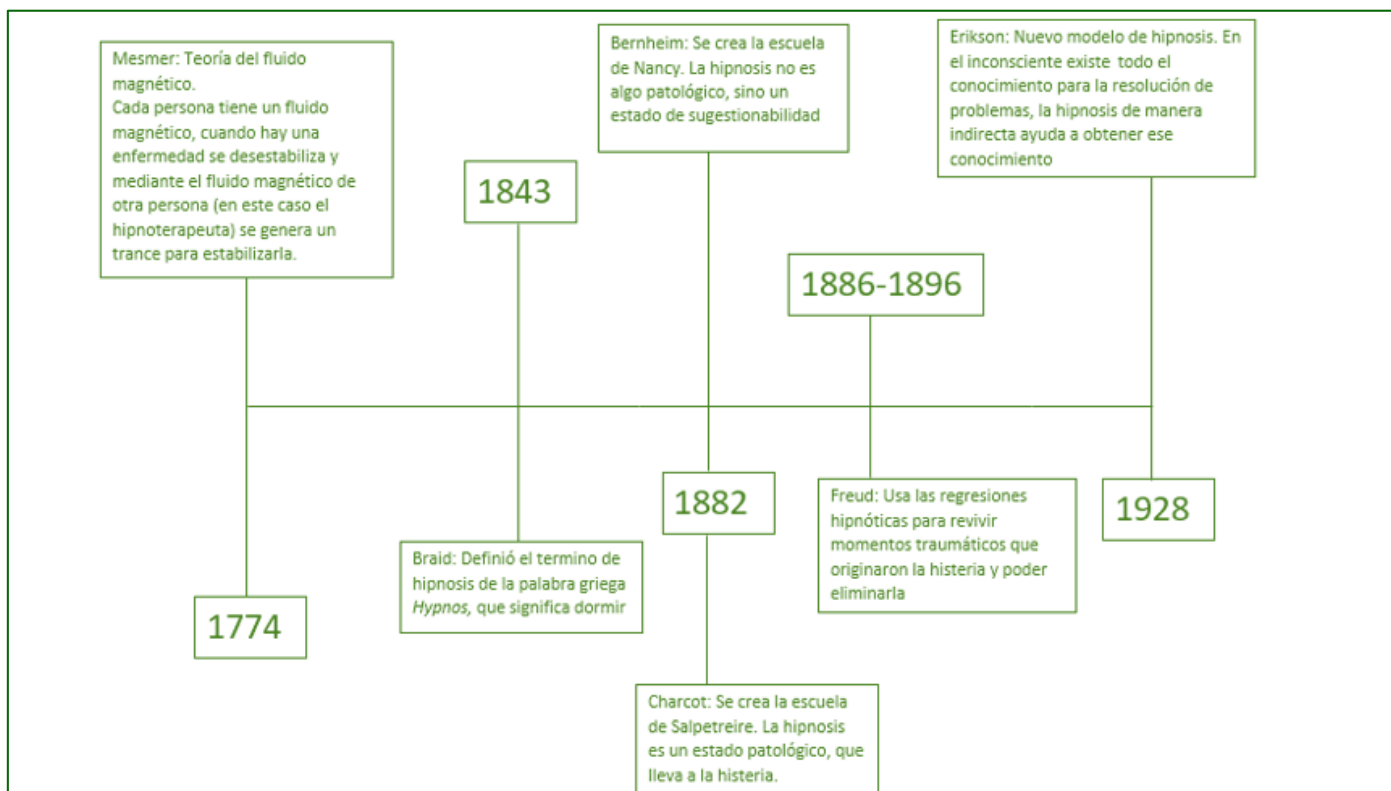 Mesmer: Teoría del fluido
magnético.
Cada persona tiene un fluido
magnético, cuando hay una
enfermedad se desestabiliza y
mediante el fluido magnético de
otra persona (en este caso el
hipnoterapeuta) se genera un
trance para estabilizarla.
1774
1843
Braid: Definió el termino de
hipnosis de la palabra griega
Hypnos, que significa dormir
Bernheim: Se crea la escuela
de Nancy. La hipnosis no es
algo patológico, sino un
estado de sugestionabilidad
1882
Charcot: Se crea la escuela
de Salpetreire. La hipnosis
es un estado patológico, que
lleva a la histeria.
1886-1896
Freud: Usa las regresiones
hipnóticas para revivir
momentos traumáticos que
originaron la histeria y poder
eliminarla
Erikson: Nuevo modelo de hipnosis. En
el inconsciente existe todo el
conocimiento para la resolución de
problemas, la hipnosis de manera
indirecta ayuda a obtener ese
conocimiento
1928